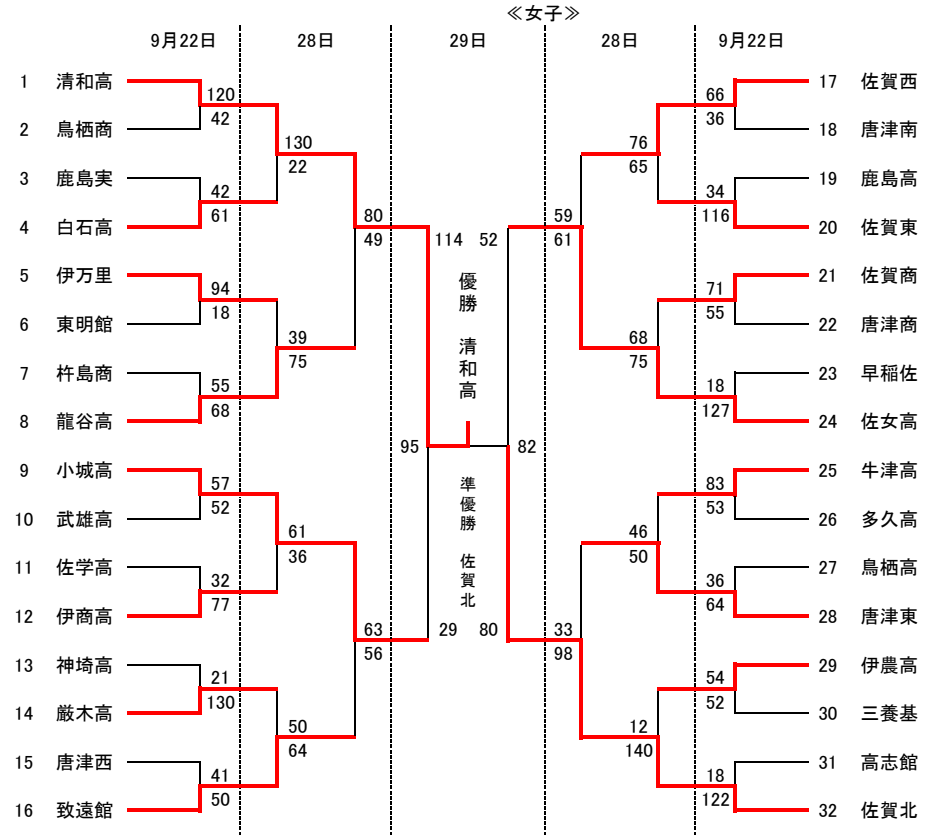 ≪女子≫
9月22日 28日 29日 28日 9月22日
1 清和高
120
42
2 鳥栖商
130
22
3 鹿島実
42
61
4 白石高
80
49
5 伊万里
94
18
6 東明館
39
75
7 杵島商
55
68
8 龍谷高
114 52
優勝 清和高
95 82
準優勝 佐賀北
29 80
9 小城高
57
52
10 武雄高
61
36
11 佐学高
32
77
12 伊商高
63
56
13 神埼高
21
130
14 厳木高
50
64
15 唐津西
41
50
16 致遠館
17 佐賀西
66
36
18 唐津南
76
65
19 鹿島高
34
116
20 佐賀東
59
61
21 佐賀商
71
55
22 唐津商
68
75
23 早稲佐
18
127
24 佐女高
25 牛津高
83
53
26 多久高
46
50
27 鳥栖高
36
64
28 唐津東
33
98
29 伊農高
54
52
30 三養基
12
140
31 高志館
18
122
32 佐賀北